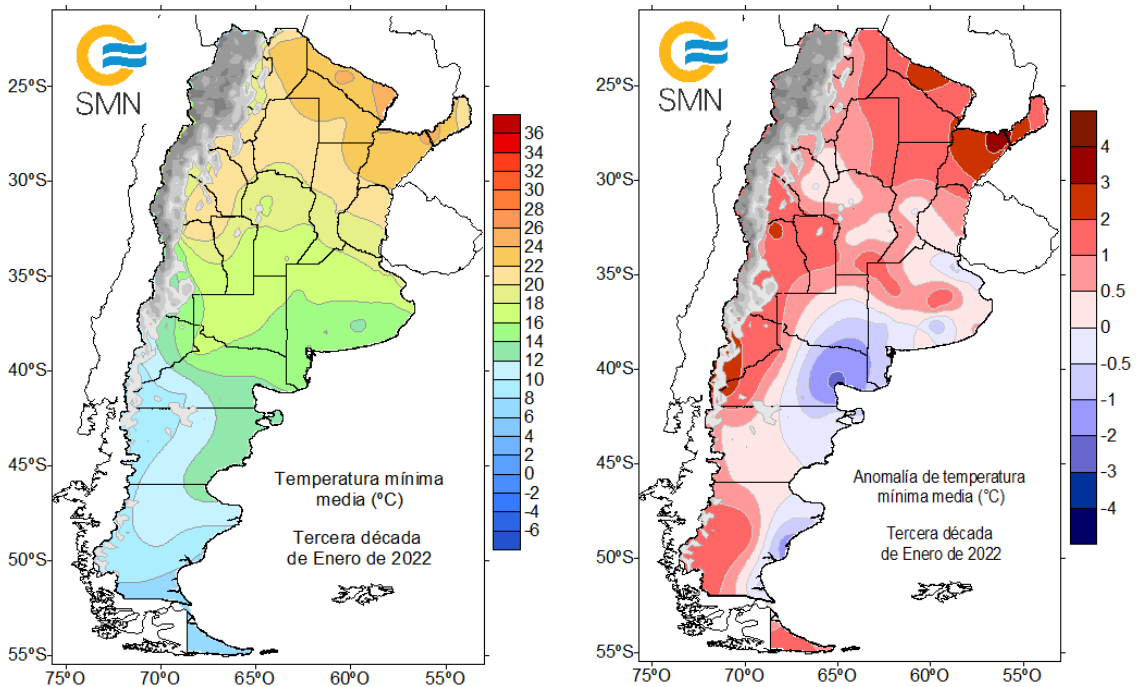 SMN
25ºS
30ºS
35ºS
40ºS
45ºS
50ºS
55ºS
75ºO
70ºO
65ºO
60ºO
55ºO
36
34
32
30
28
26
24
22
20
18
16
14
12
10
8
6
4
2
0
-2
-4
-6
Temperatura mínima
media (ºC)
Tercera década
de Enero de 2022
SMN
25ºS
30ºS
35ºS
40ºS
45ºS
50ºS
55ºS
75ºO
70ºO
65ºO
60ºO
55ºO
4
3
2
1
0.5
0
-0.5
-1
-2
-3
-4
Anomalía de temperatura
mínima media (°C)
Tercera década
de Enero de 2022